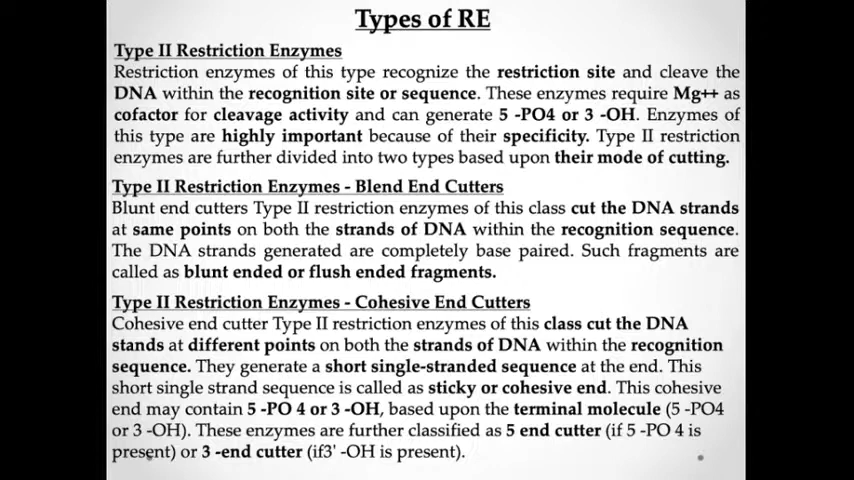 Types of RE
Type II Restriction Enzymes
Restriction enzymes of this type recognize the restriction site and cleave the
DNA within the recognition site or sequence. These enzymes require Mg++ as
cofactor for cleavage activity and can generate 5 -PO4 or 3 -OH. Enzymes of
this type are highly important because of their specificity. Type II restriction
enzymes are further divided into two types based upon their mode of cutting.
Type II Restriction Enzymes - Blend End Cutters
Blunt end cutters Type II restriction enzymes of this class cut the DNA strands
at same points on both the strands of DNA within the recognition sequence.
The DNA strands generated are completely base paired. Such fragments are
called as blunt ended or flush ended fragments.
Type II Restriction Enzymes - Cohesive End Cutters
Cohesive end cutter Type II restriction enzymes of this class cut the DNA
stands at different points on both the strands of DNA within the recognition
sequence. They generate a short single-stranded sequence at the end. This
short single strand sequence is called as sticky or cohesive end. This cohesive
end may contain 5 -PO 4 or 3 -OH, based upon the terminal molecule (5 -PO4
or 3 -OH). These enzymes are further classified as 5 end cutter (if 5 -PO 4 is
present) or 3 -end cutter (if3' -OH is present).